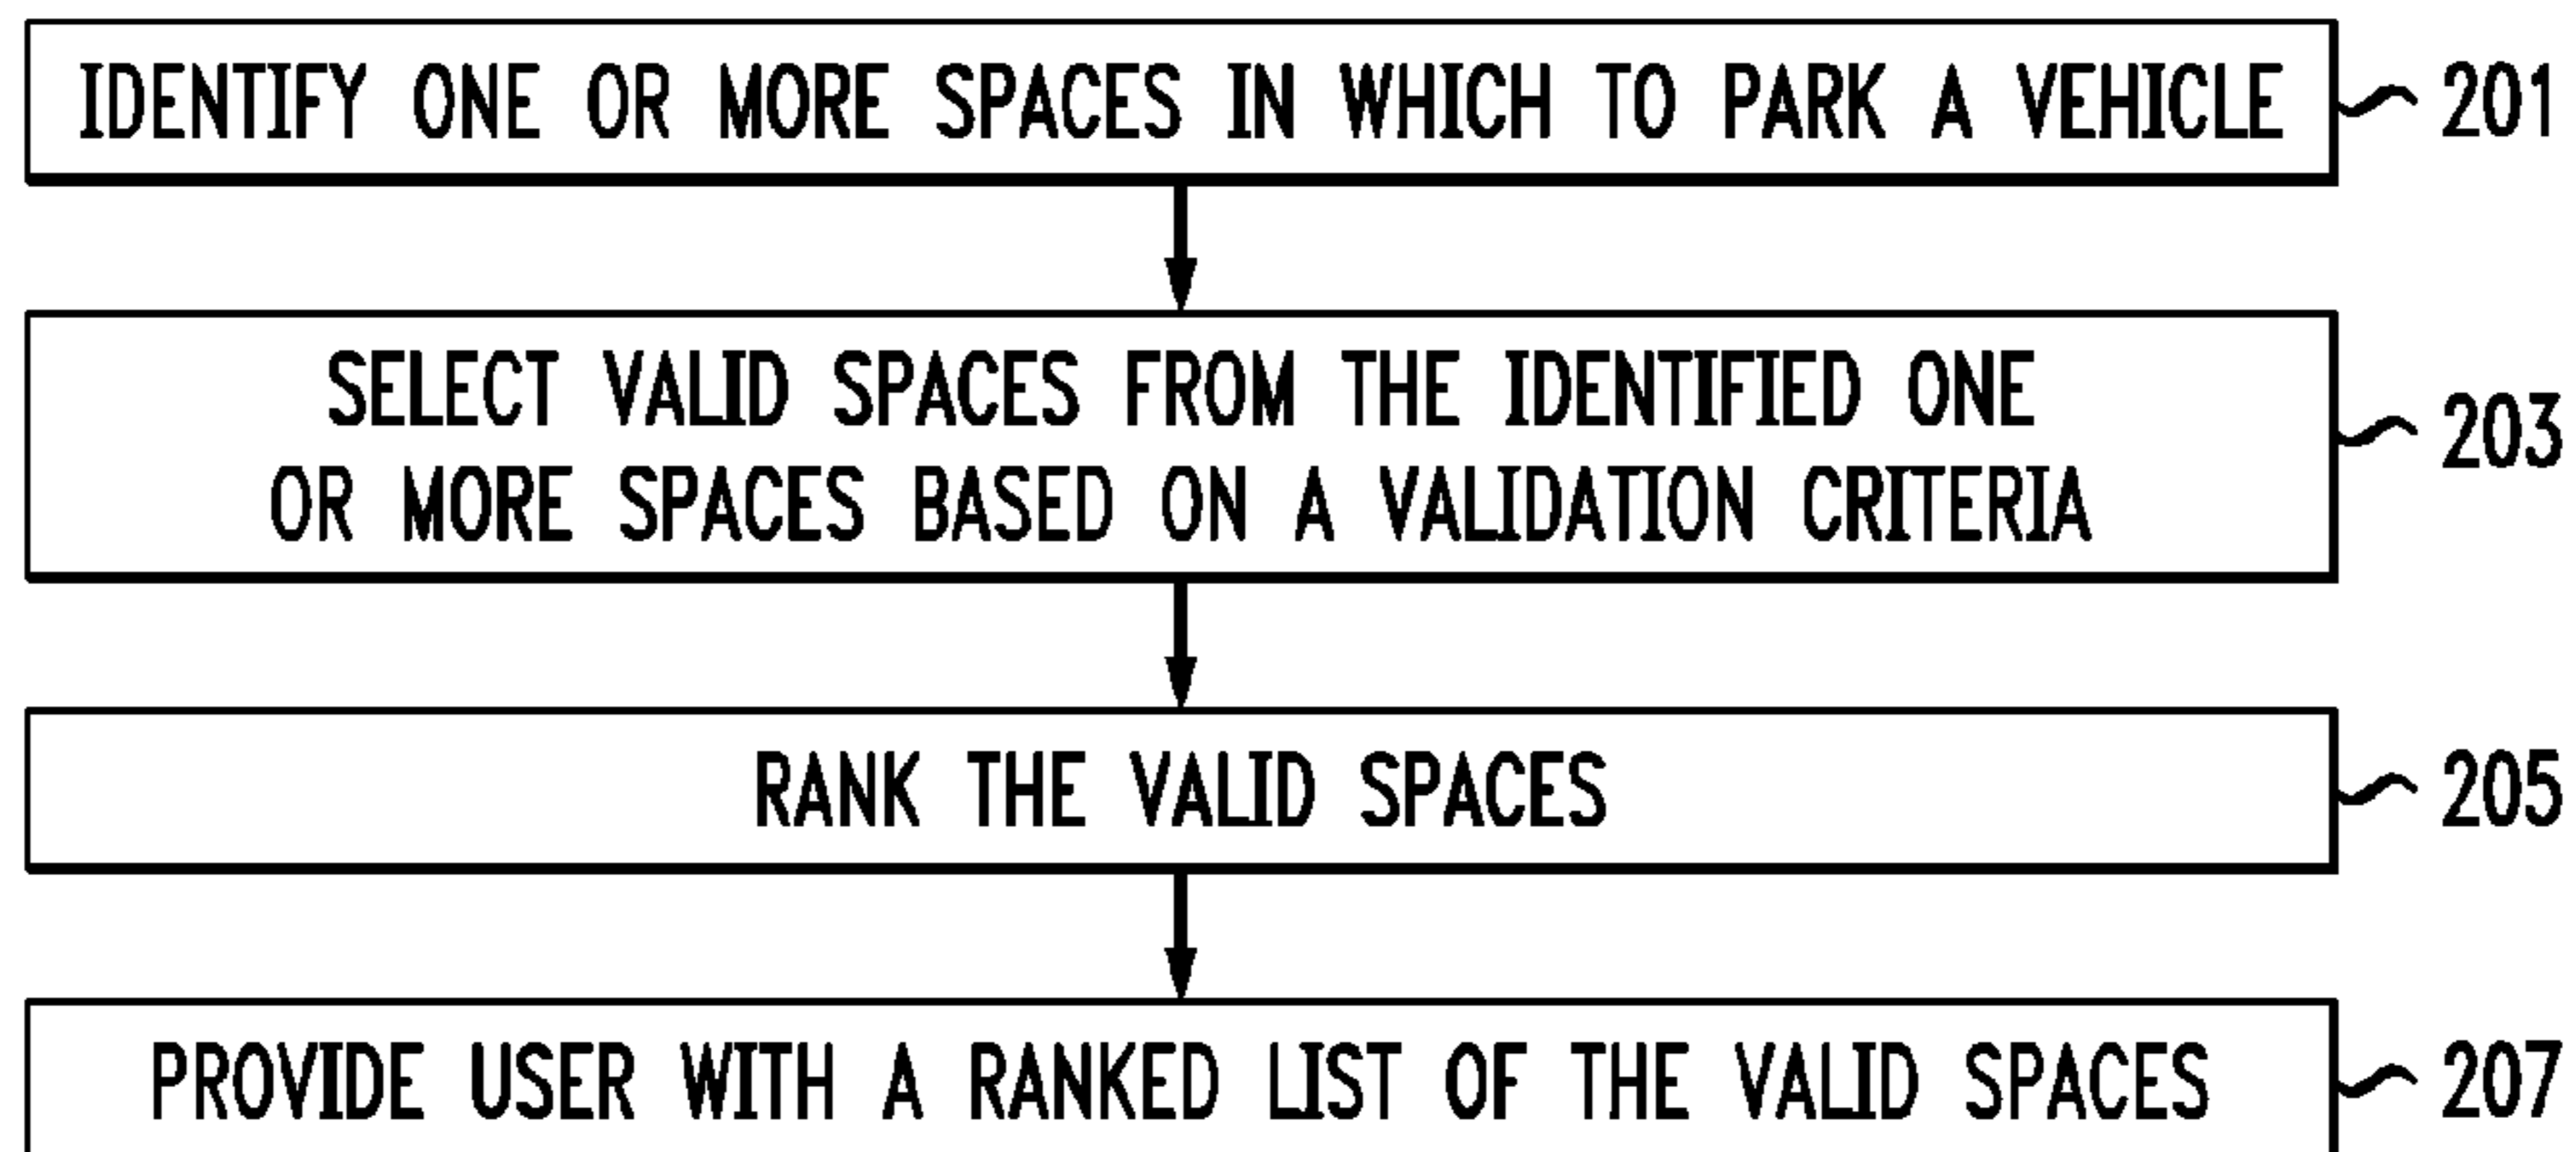 IDENTIFY ONE OR MORE SPACES IN WHICH TO PARK A VEHICLE 201
SELECT VALID SPACES FROM THE IDENTIFIED ONE
OR MORE SPACES BASED ON A VALIDATION CRITERIA
203
RANK THE VALID SPACES 205
PROVIDE USER WITH A RANKED LIST OF THE VALID SPACES 207